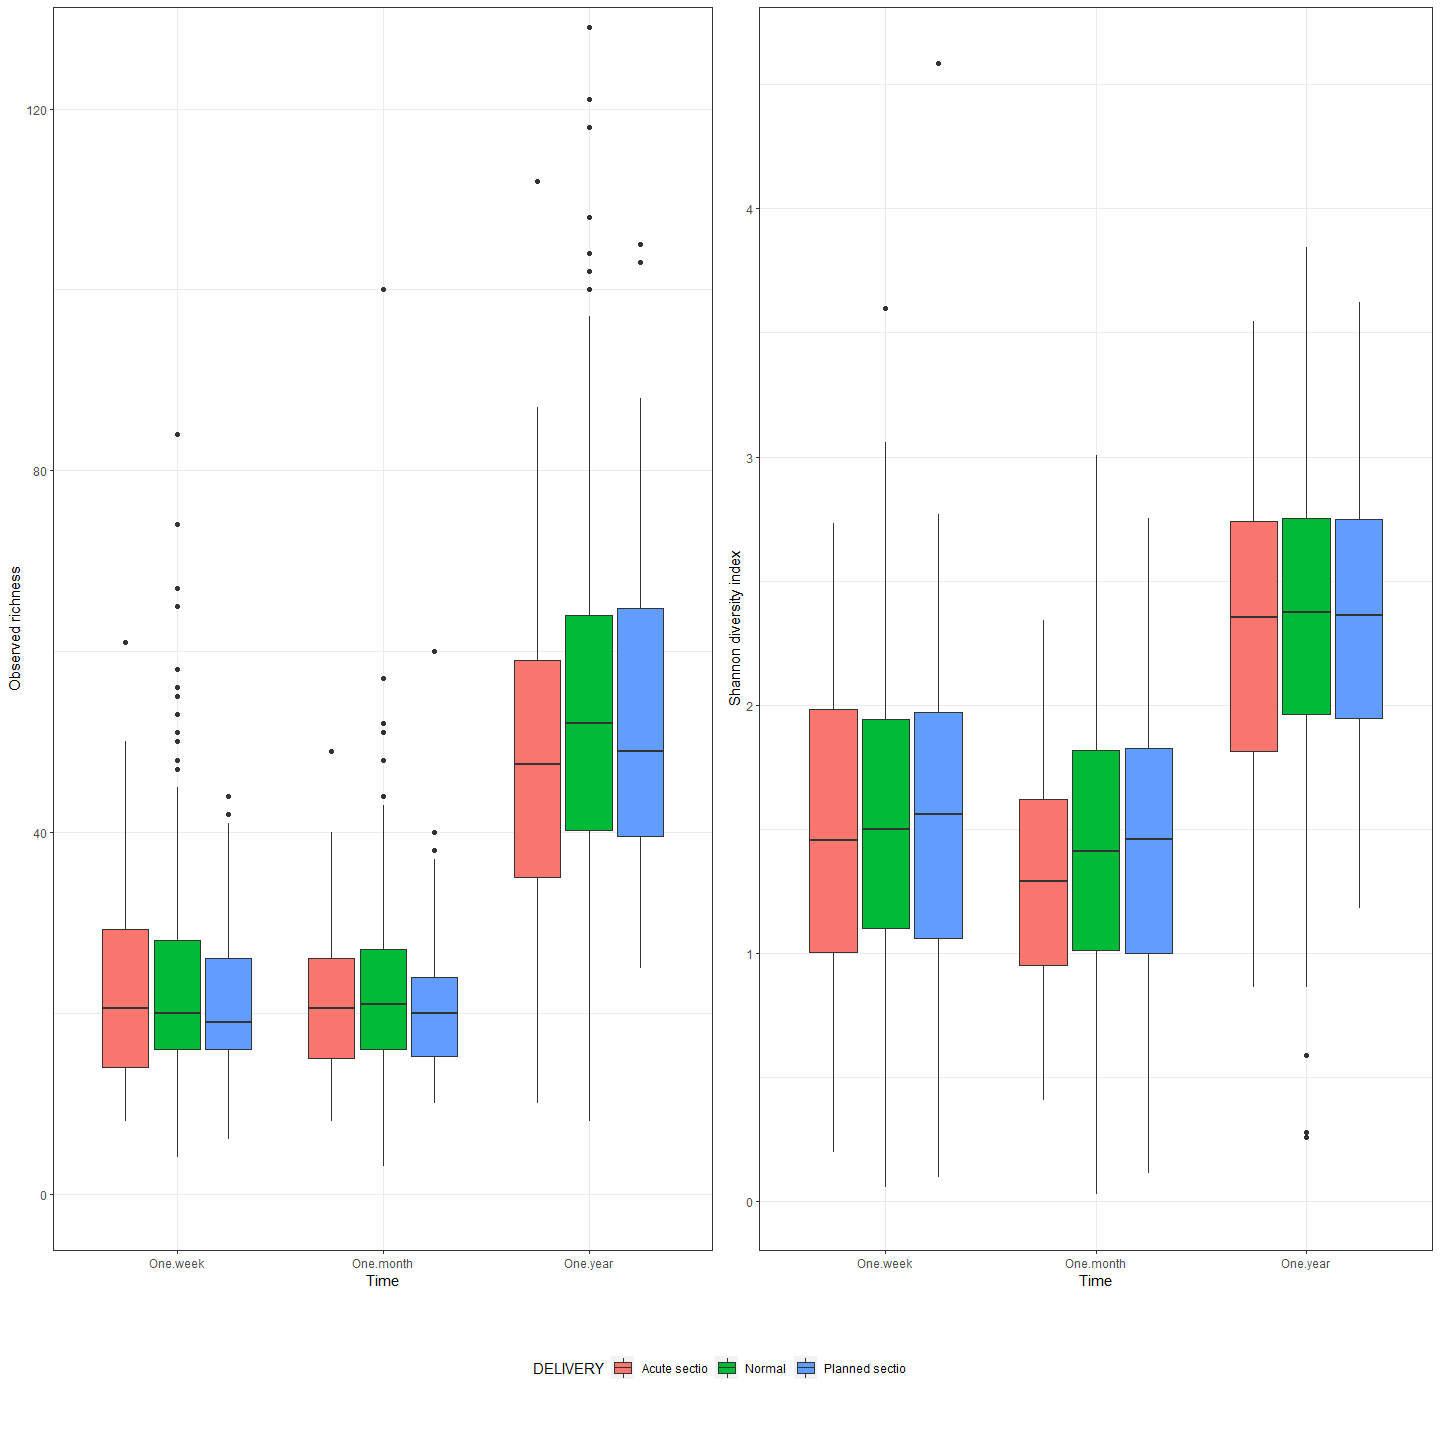 Observed richness
120
80
40
0
One.week One.month One.year
Time
Shannon diversity index
4
3
2
1
0
One.week One.month One.year
Time
DELIVERY Acute sectio Normal Planned sectio